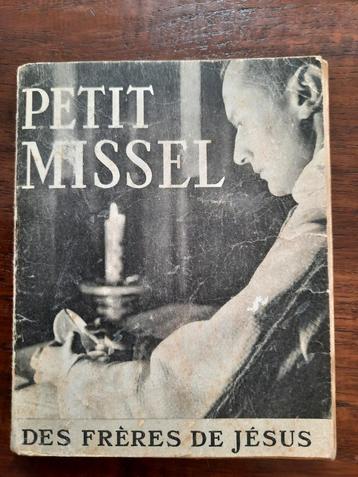 PETIT
MISSEL
DES FRÈRES DE JÉSUS